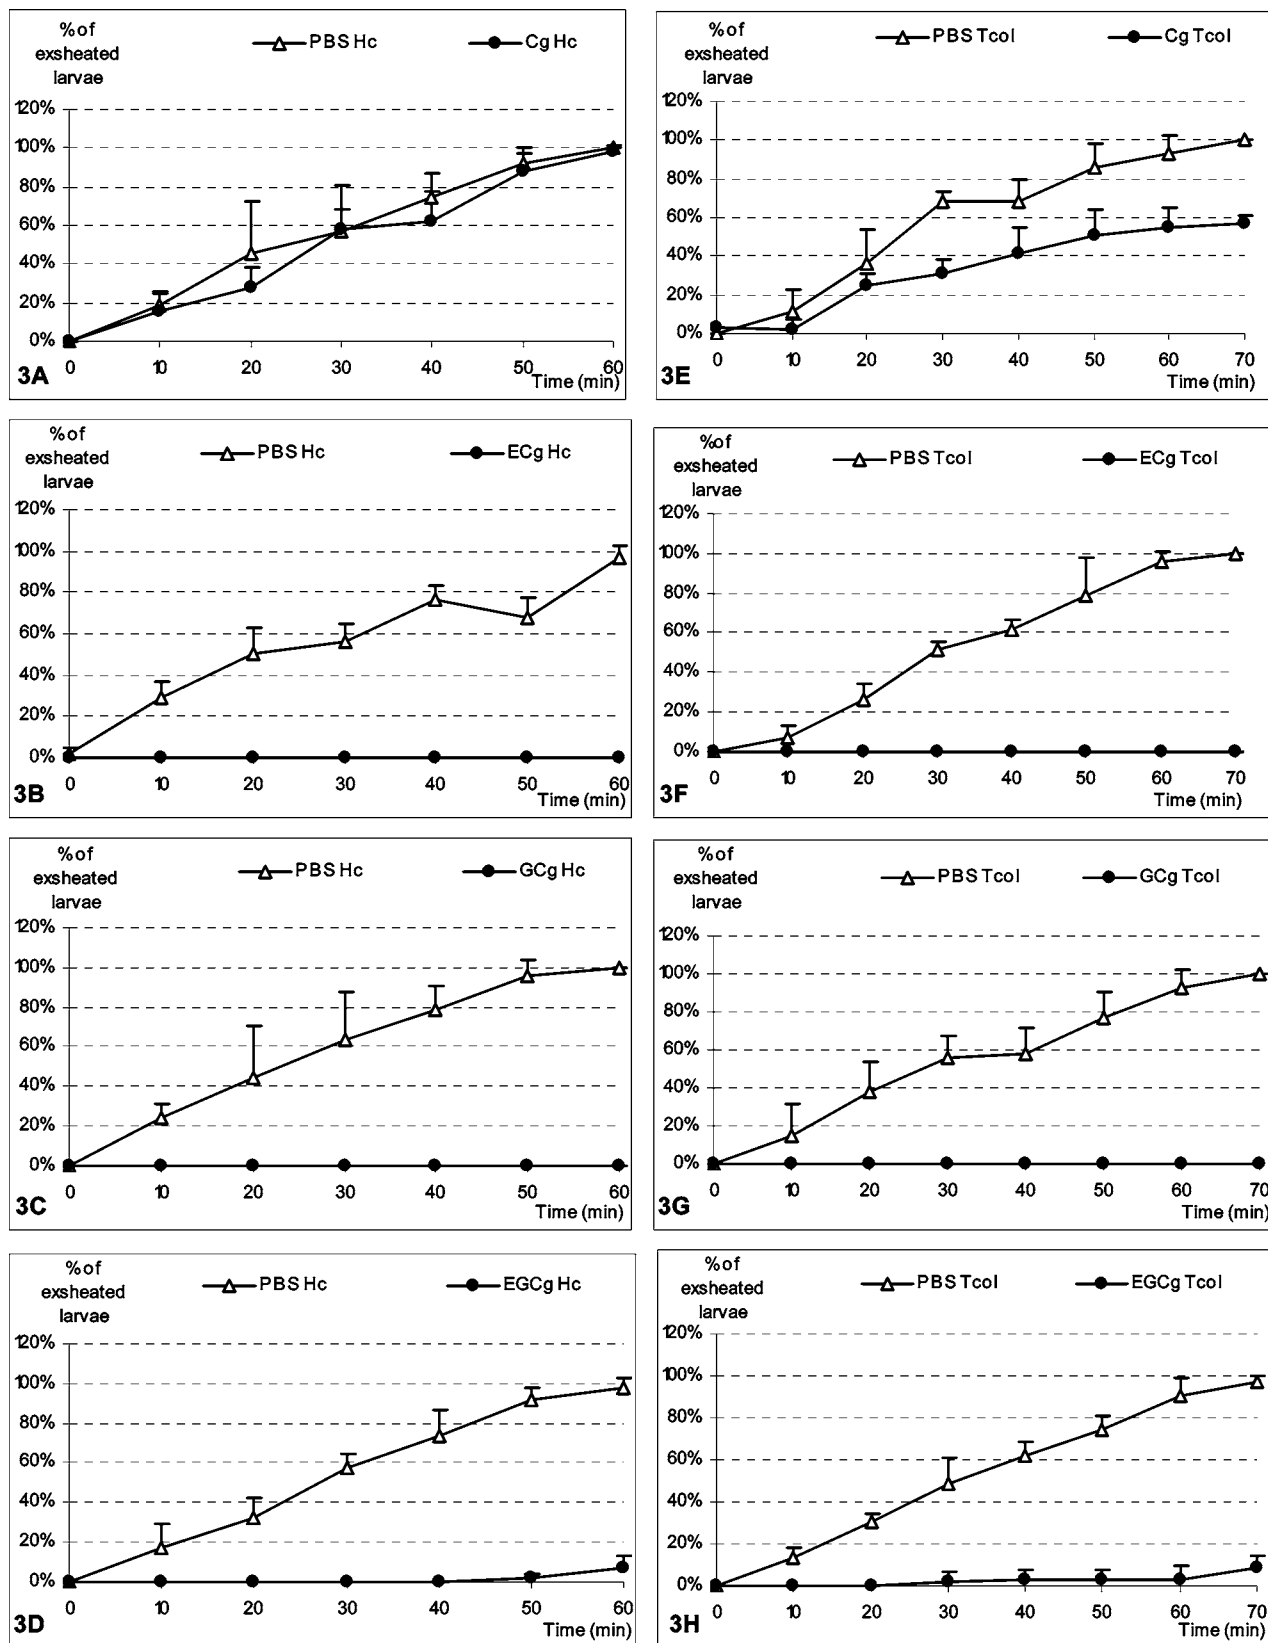 % of
exsheated
larvae
PBS Hc
Cg Hc
120%
100%
80%
60%
40%
20%
0%
0 10 20 30 40 50 60
Time (min)
3A
% of
exsheated
larvae
PBS Tcol
Cg Tcol
120%
100%
80%
60%
40%
20%
0%
0 10 20 30 40 50 60 70
Time (min)
3E
% of
exsheated
larvae
PBS Hc
ECg Hc
120%
100%
80%
60%
40%
20%
0%
0 10 20 30 40 50 60
Time (min)
3B
% of
exsheated
larvae
PBS Tcol
ECg Tcol
120%
100%
80%
60%
40%
20%
0%
0 10 20 30 40 50 60 70
Time (min)
3F
% of
exsheated
larvae
PBS Hc
GCg Hc
120%
100%
80%
60%
40%
20%
0%
0 10 20 30 40 50 60
Time (min)
3C
% of
exsheated
larvae
PBS Tcol
GCg Tcol
120%
100%
80%
60%
40%
20%
0%
0 10 20 30 40 50 60 70
Time (min)
3G
% of
exsheated
larvae
PBS Hc
EGCg Hc
120%
100%
80%
60%
40%
20%
0%
0 10 20 30 40 50 60
Time (min)
3D
% of
exsheated
larvae
PBS Tcol
EGCg Tcol
120%
100%
80%
60%
40%
20%
0%
0 10 20 30 40 50 60 70
Time (min)
3H